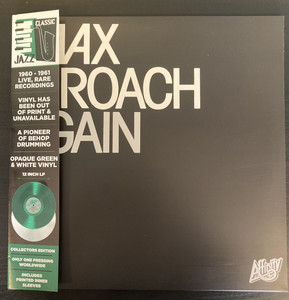 CLASSIC
JAZZ
1960 - 1961
LIVE, RARE
RECORDINGS
VINYL HAS
BEEN OUT
OF PRINT &
UNAVAILABLE
A PIONEER
OF BEHOP
DRUMMING
OPAQUE GREEN
& WHITE VINYL
12 INCH LP
COLLECTORS EDITION
ONLY ONE PRESSING
WORLDWIDE
INCLUDES
PRINTED INNER
SLEEVES
AX
ROACH
GAIN
Affinity